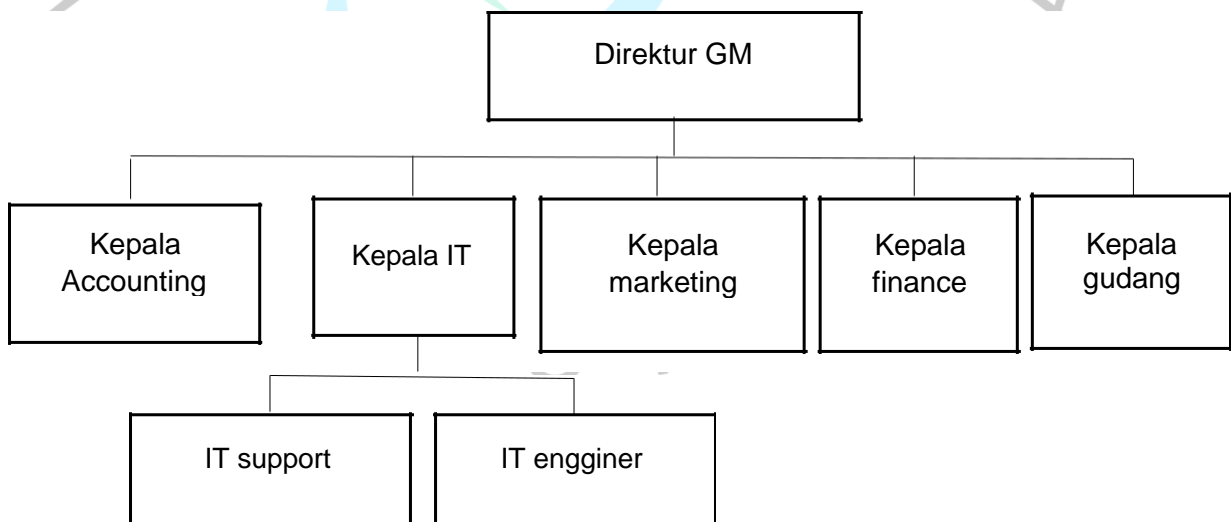 Direktur GM
Kepala
Accounting
Kepala IT
Kepala
marketing
Kepala
finance
Kepala
gudang
IT support
IT engginer